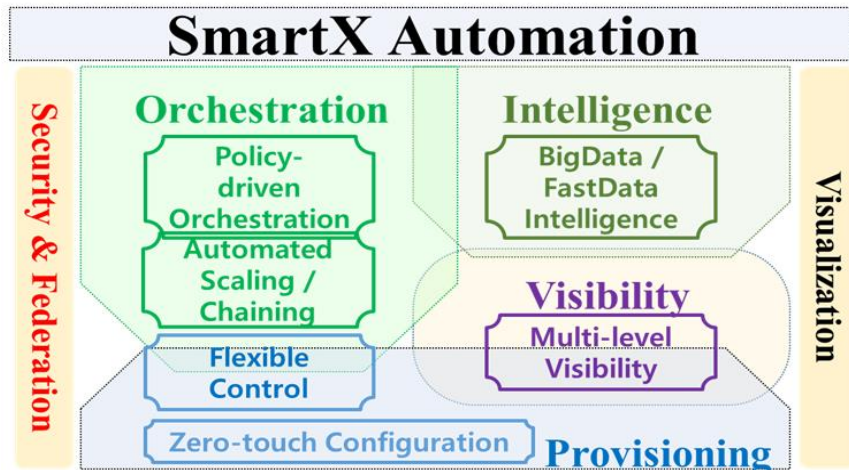 SmartX Automation
Security & Federation
Orchestration
Policy-
driven
Orchestration
Automated
Scaling /
Chaining
Flexible
Control
Zero-touch Configuration
Intelligence
BigData /
FastData
Intelligence
Visibility
Multi-level
Visibility
Provisioning
Visualization